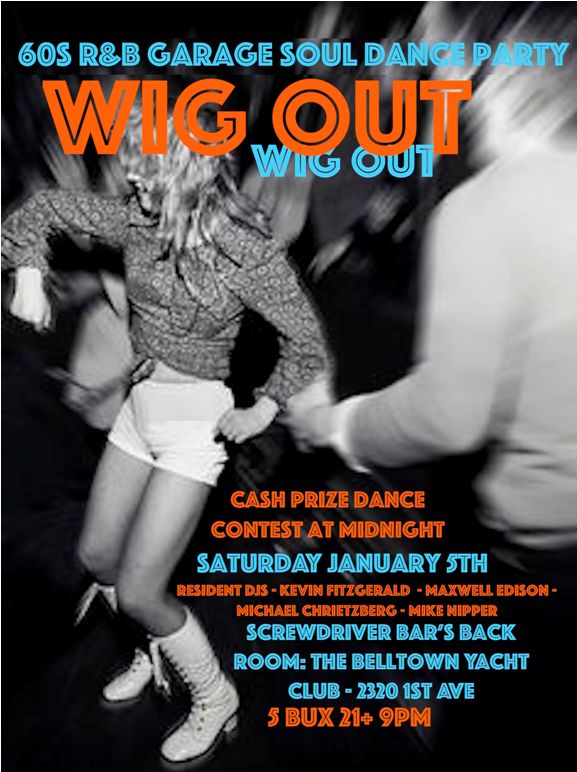 60S R&B GARAGE SOUL DANCE PARTY
WIG OUT
WIG OUT
CASH PRIZE DANCE
CONTEST AT MIDNIGHT
SATURDAY JANUARY 5TH
RESIDENT DJS - KEVIN FITZGERALD - MAXWELL EDISON -
MICHAEL CHRIETZBERG - MIKE NIPPER
SCREWDRIVER BAR'S BACK
ROOM: THE BELLTOWN YACHT
CLUB - 2320 1ST AVE
5 BUX 21+ 9PM